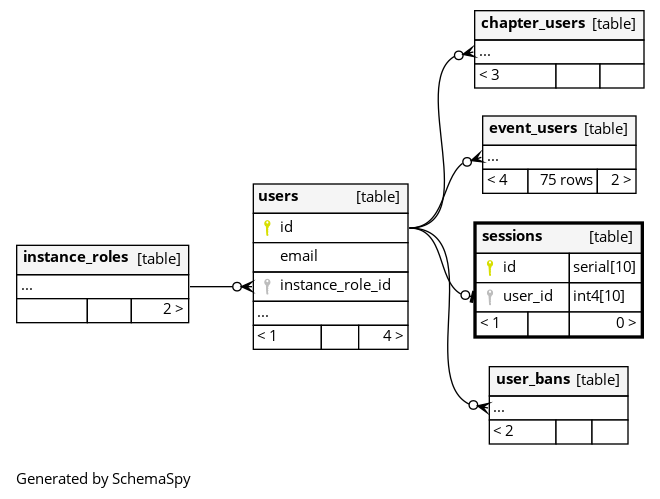 chapter_users [table]
...
< 3
event_users [table]
...
< 4 75 rows 2 >
users [table]
id
email
instance_role_id
...
< 1 4 >
sessions [table]
id serial[10]
user_id int4[10]
< 1 0 >
instance_roles [table]
...
2 >
user_bans [table]
...
< 2
Generated by SchemaSpy